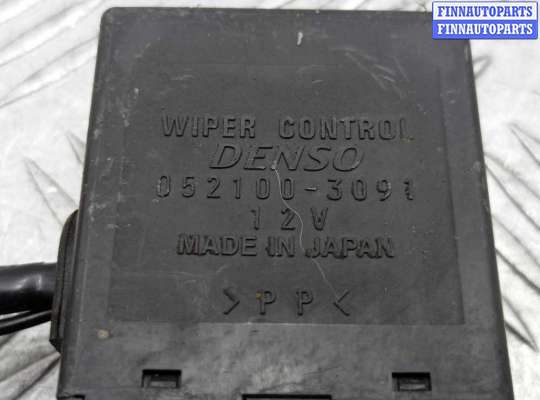 FINNAUTOPARTS
FINNAUTOPARTS
WIPER CONTROL
DENSO
052100-3091
12V
MADE IN JAPAN
>PP<